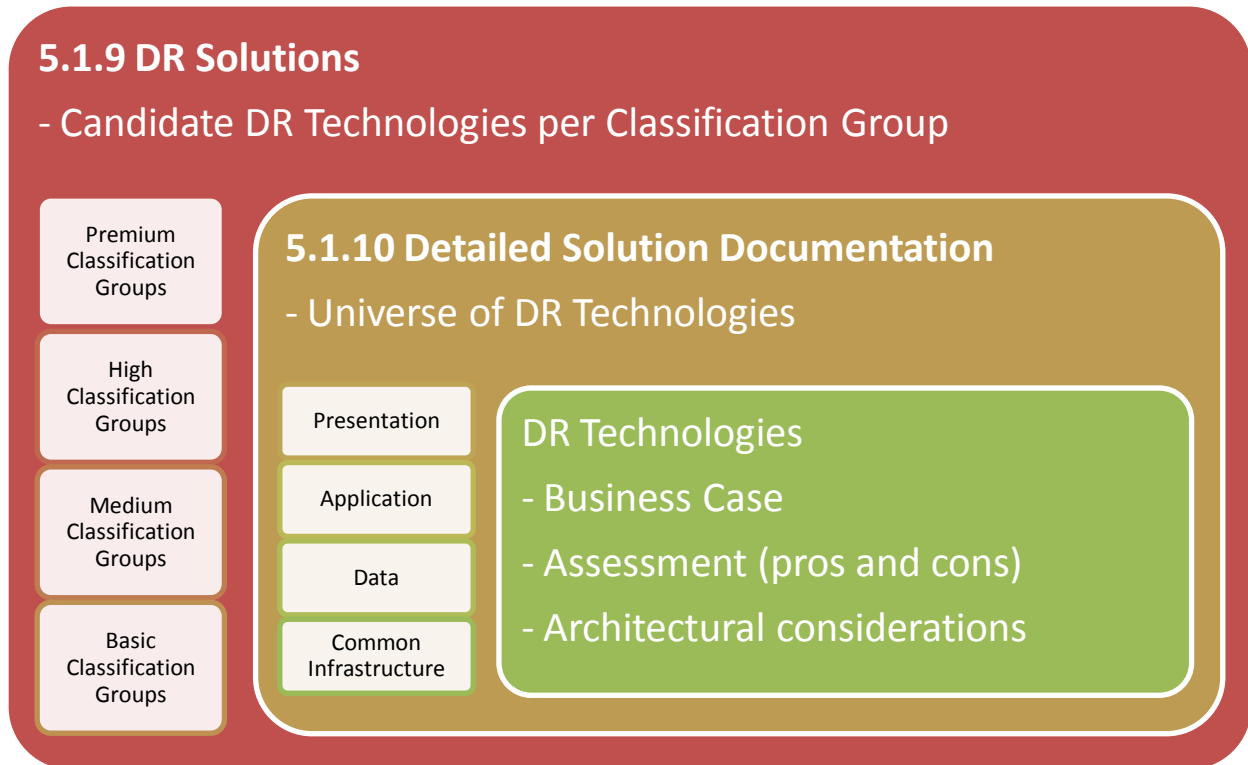 5.1.9 DR Solutions
- Candidate DR Technologies per Classification Group
Premium
Classification
Groups
High
Classification
Groups
Medium
Classification
Groups
Basic
Classification
Groups
5.1.10 Detailed Solution Documentation
- Universe of DR Technologies
Presentation
Application
Data
Common
Infrastructure
DR Technologies
- Business Case
- Assessment (pros and cons)
- Architectural considerations